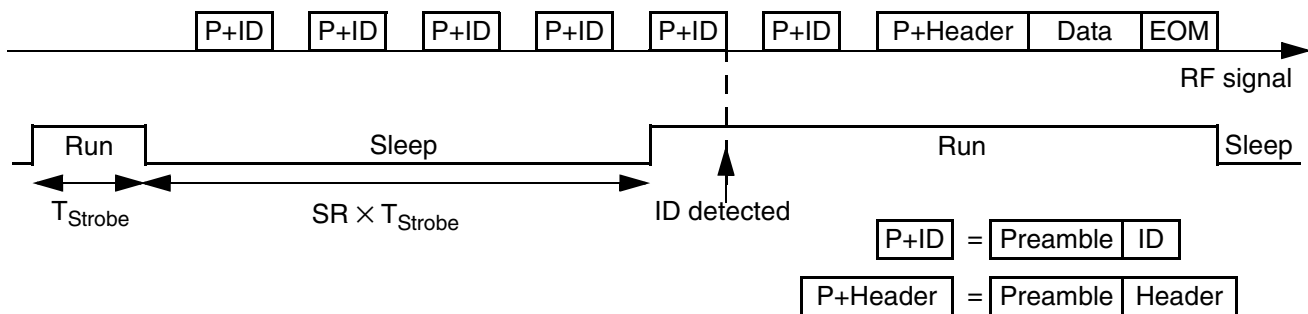 P+ID P+ID P+ID P+ID P+ID P+ID P+Header Data EOM
RF signal
Run Sleep Run Sleep
TStrobe SR × TStrobe ID detected
P+ID = Preamble ID
P+Header = Preamble Header